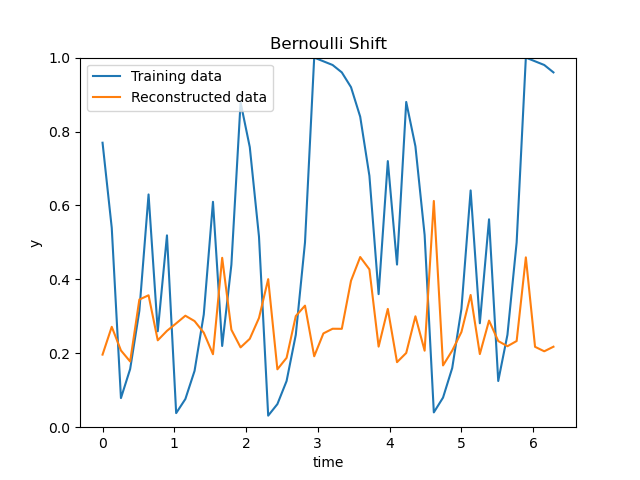 Bernoulli Shift
Training data
Reconstructed data
y
1.0
0.8
0.6
0.4
0.2
0.0
0 1 2 3 4 5 6
time